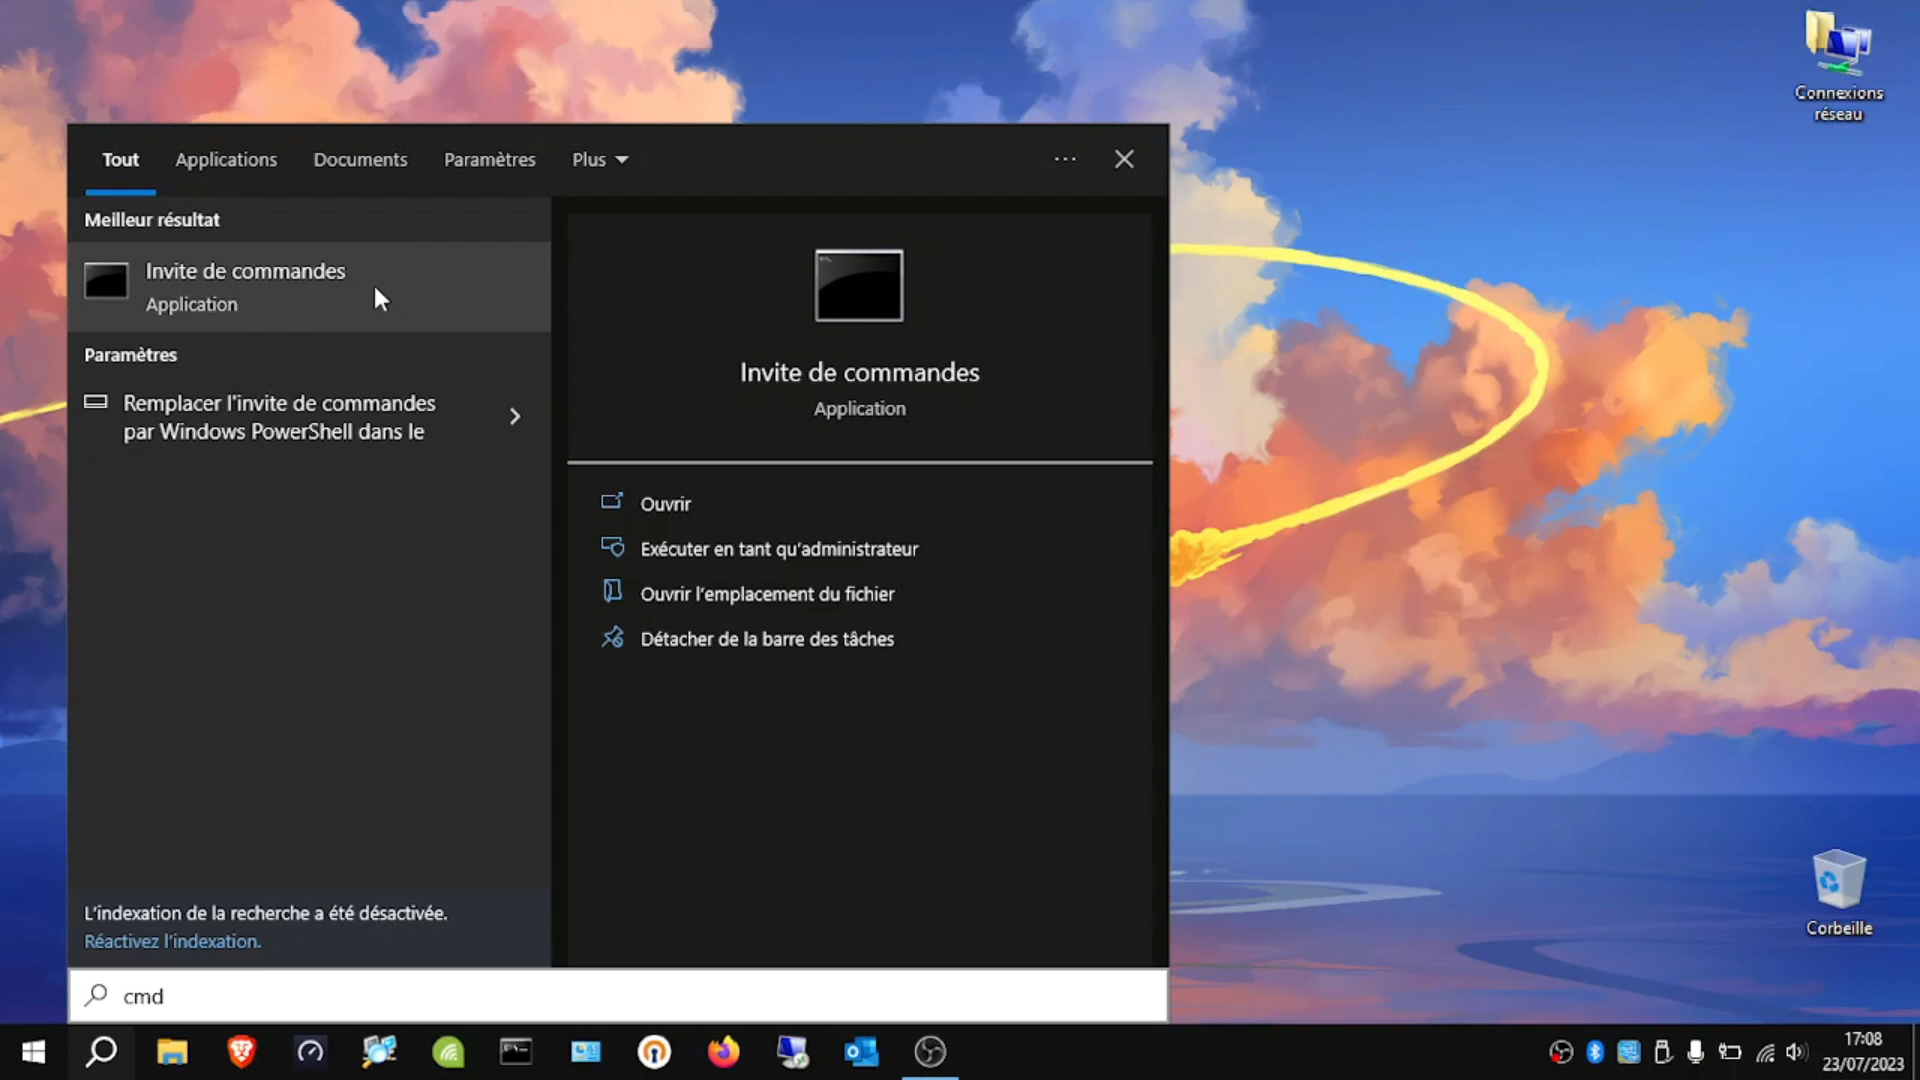 Connexions
réseau
Tout Applications Documents Paramètres Plus
Meilleur résultat
Invite de commandes
Application
Paramètres
Remplacer l'invite de commandes
par Windows PowerShell dans le
Invite de commandes
Application
Ouvrir
Exécuter en tant qu'administrateur
Ouvrir l'emplacement du fichier
Détacher de la barre des tâches
L'indexation de la recherche a été désactivée.
Réactivez l'indexation.
cmd
Corbeille
17:08
23/07/2023